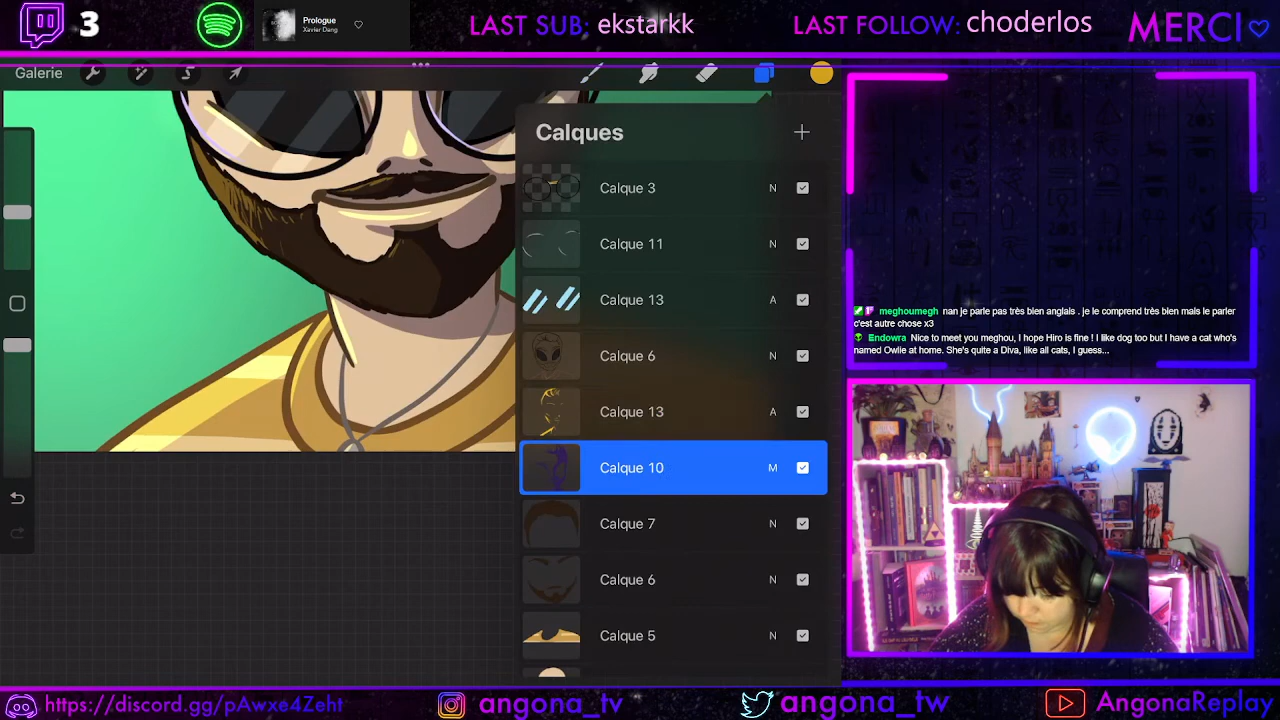 3
Prologue
Xavier Dang
LAST SUB: ekstarkk
LAST FOLLOW: choderlos
MERCI
Galerie
Calques
Calque 3 N
Calque 11 N
Calque 13 A
Calque 6 N
Calque 13 A
Calque 10 M
Calque 7 N
Calque 6 N
Calque 5 N
meghoumegh nan je parle pas très bien anglais . je le comprend très bien mais le parler
c'est autre chose x3
Endowra Nice to meet you meghou, I hope Hiro is fine ! I like dog too but I have a cat who's
named Owlie at home. She's quite a Diva, like all cats, I guess...
https://discord.gg/pAwxe4Zeht
angona_tv
angona_tw
AngonaReplay